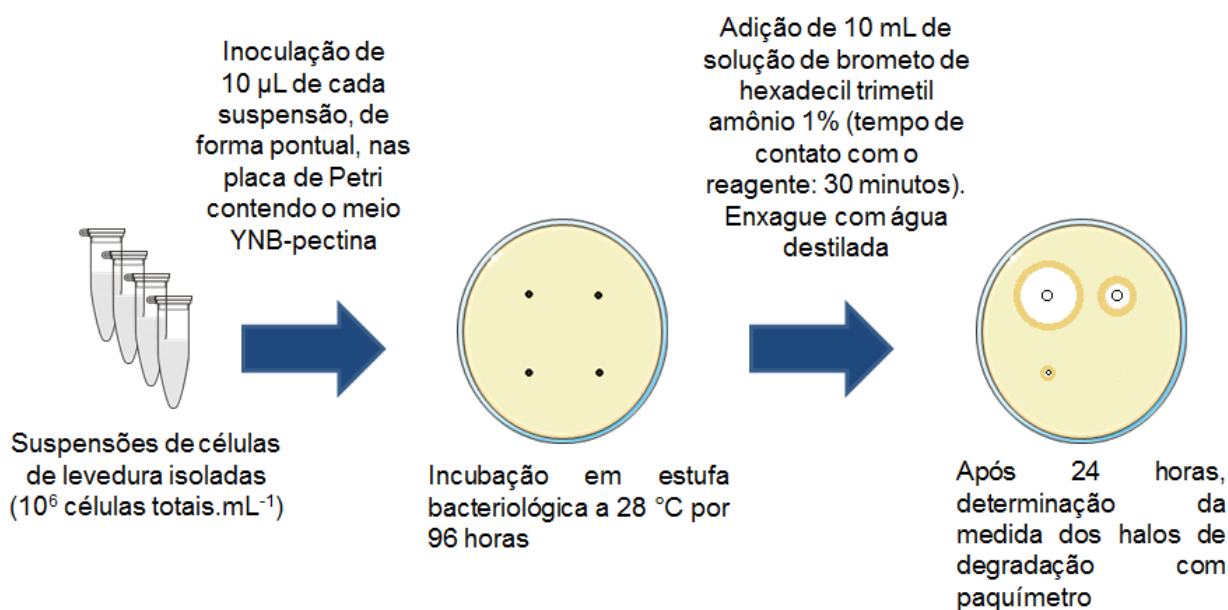 Inoculação de
10 µL de cada
suspensão, de
forma pontual, nas
placa de Petri
contendo o meio
YNB-pectina
Adição de 10 mL de
solução de brometo de
hexadecil trimetil
amônio 1% (tempo de
contato com o
reagente: 30 minutos).
Enxague com água
destilada
Suspensões de células
de levedura isoladas
(10⁶ células totais.mL⁻¹)
Incubação em estufa
bacteriológica a 28 °C por
96 horas
Após 24 horas,
determinação da
medida dos halos de
degradação com
paquímetro